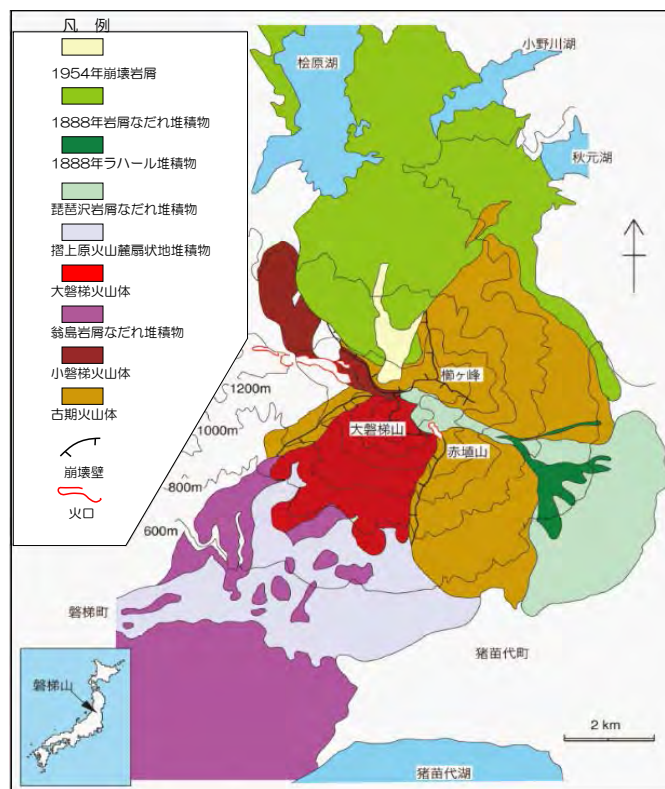 凡 例
1954年崩壊岩屑
1888年岩屑なだれ堆積物
1888年ラハール堆積物
琵琶沢岩屑なだれ堆積物
摺上原火山麓扇状地堆積物
大磐梯火山体
翁島岩屑なだれ堆積物
小磐梯火山体
古期火山体
崩壊壁
火口
桧原湖
小野川湖
秋元湖
櫛ヶ峰
大磐梯山
赤埴山
1200m
1000m
800m
600m
磐梯町
猪苗代町
磐梯山
2 km
猪苗代湖